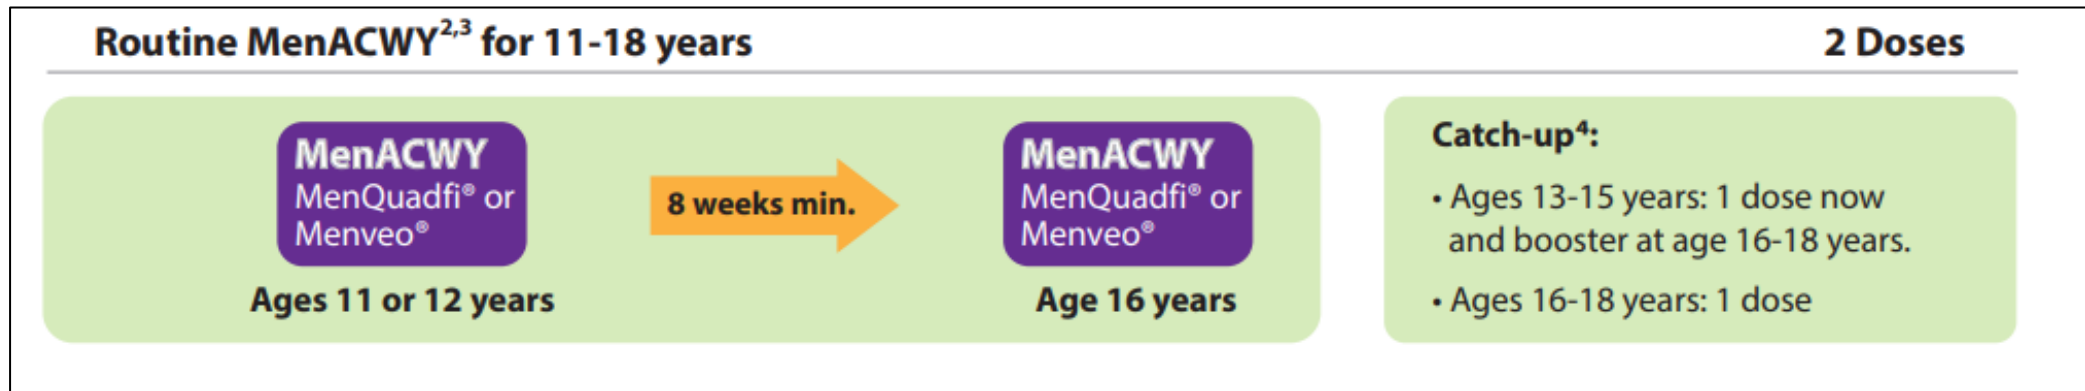 Routine MenACWY2,3 for 11-18 years
2 Doses
MenACWY
MenQuadfi® or
Menveo®
Ages 11 or 12 years
8 weeks min.
MenACWY
MenQuadfi® or
Menveo®
Age 16 years
Catch-up4:
• Ages 13-15 years: 1 dose now
and booster at age 16-18 years.
• Ages 16-18 years: 1 dose